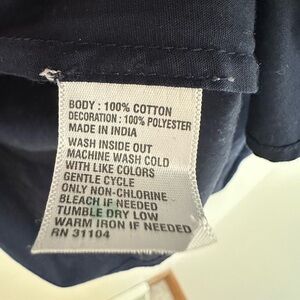 BODY : 100% COTTON
DECORATION : 100% POLYESTER
MADE IN INDIA
WASH INSIDE OUT
MACHINE WASH COLD
WITH LIKE COLORS
GENTLE CYCLE
ONLY NON-CHLORINE
BLEACH IF NEEDED
TUMBLE DRY LOW
WARM IRON IF NEEDED
RN 31104